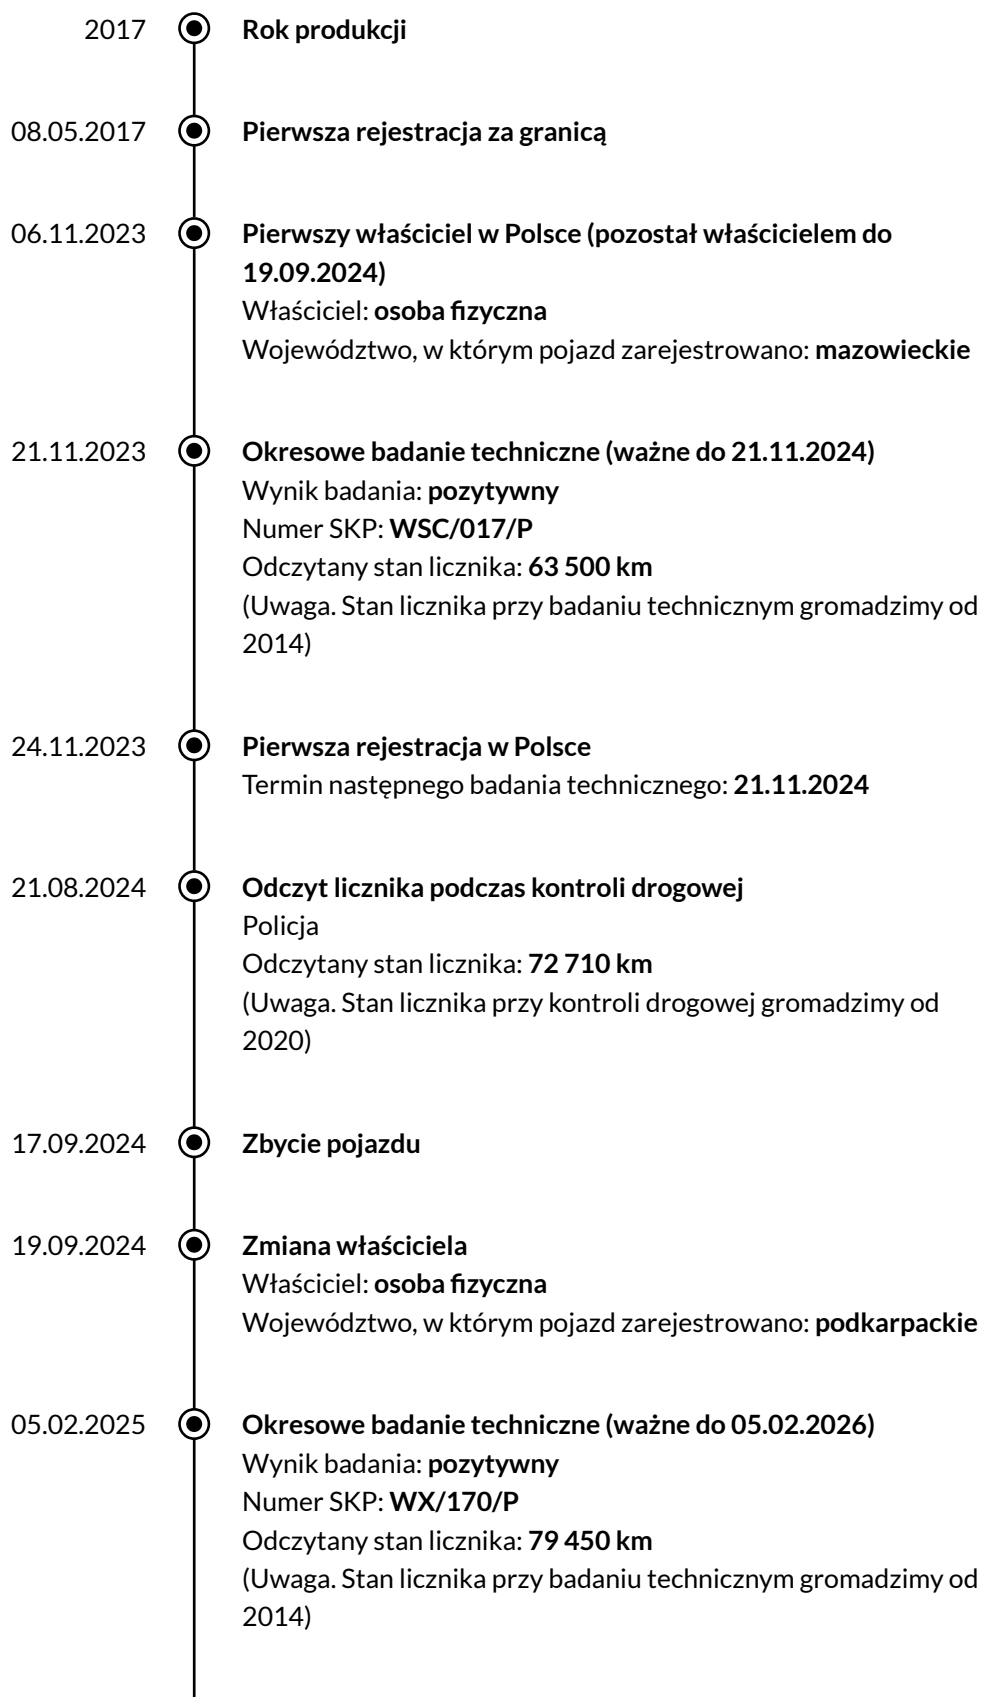 2017 Rok produkcji
08.05.2017 Pierwsza rejestracja za granicą
06.11.2023 Pierwszy właściciel w Polsce (pozostał właścicielem do
19.09.2024)
Właściciel: osoba fizyczna
Województwo, w którym pojazd zarejestrowano: mazowieckie
21.11.2023 Okresowe badanie techniczne (ważne do 21.11.2024)
Wynik badania: pozytywny
Numer SKP: WSC/017/P
Odczytany stan licznika: 63 500 km
(Uwaga. Stan licznika przy badaniu technicznym gromadzimy od
2014)
24.11.2023 Pierwsza rejestracja w Polsce
Termin następnego badania technicznego: 21.11.2024
21.08.2024 Odczyt licznika podczas kontroli drogowej
Policja
Odczytany stan licznika: 72 710 km
(Uwaga. Stan licznika przy kontroli drogowej gromadzimy od
2020)
17.09.2024 Zbycie pojazdu
19.09.2024 Zmiana właściciela
Właściciel: osoba fizyczna
Województwo, w którym pojazd zarejestrowano: podkarpackie
05.02.2025 Okresowe badanie techniczne (ważne do 05.02.2026)
Wynik badania: pozytywny
Numer SKP: WX/170/P
Odczytany stan licznika: 79 450 km
(Uwaga. Stan licznika przy badaniu technicznym gromadzimy od
2014)